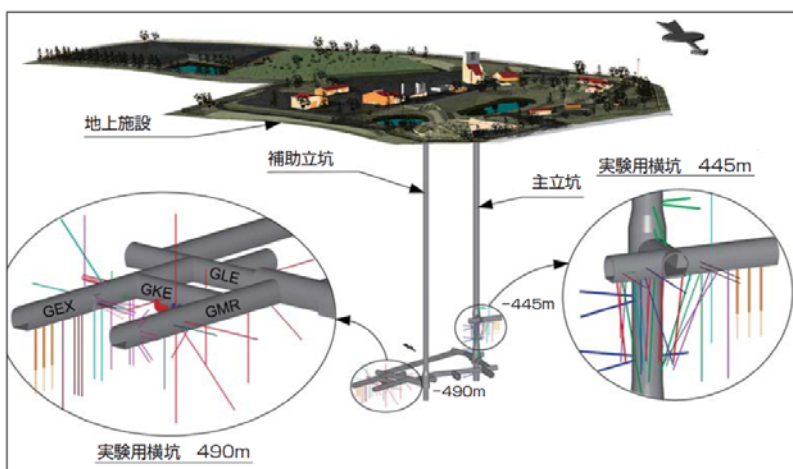 地上施設
補助立坑
主立坑
実験用横坑 445m
GEX
GKE
GLE
GMR
-445m
-490m
実験用横坑 490m